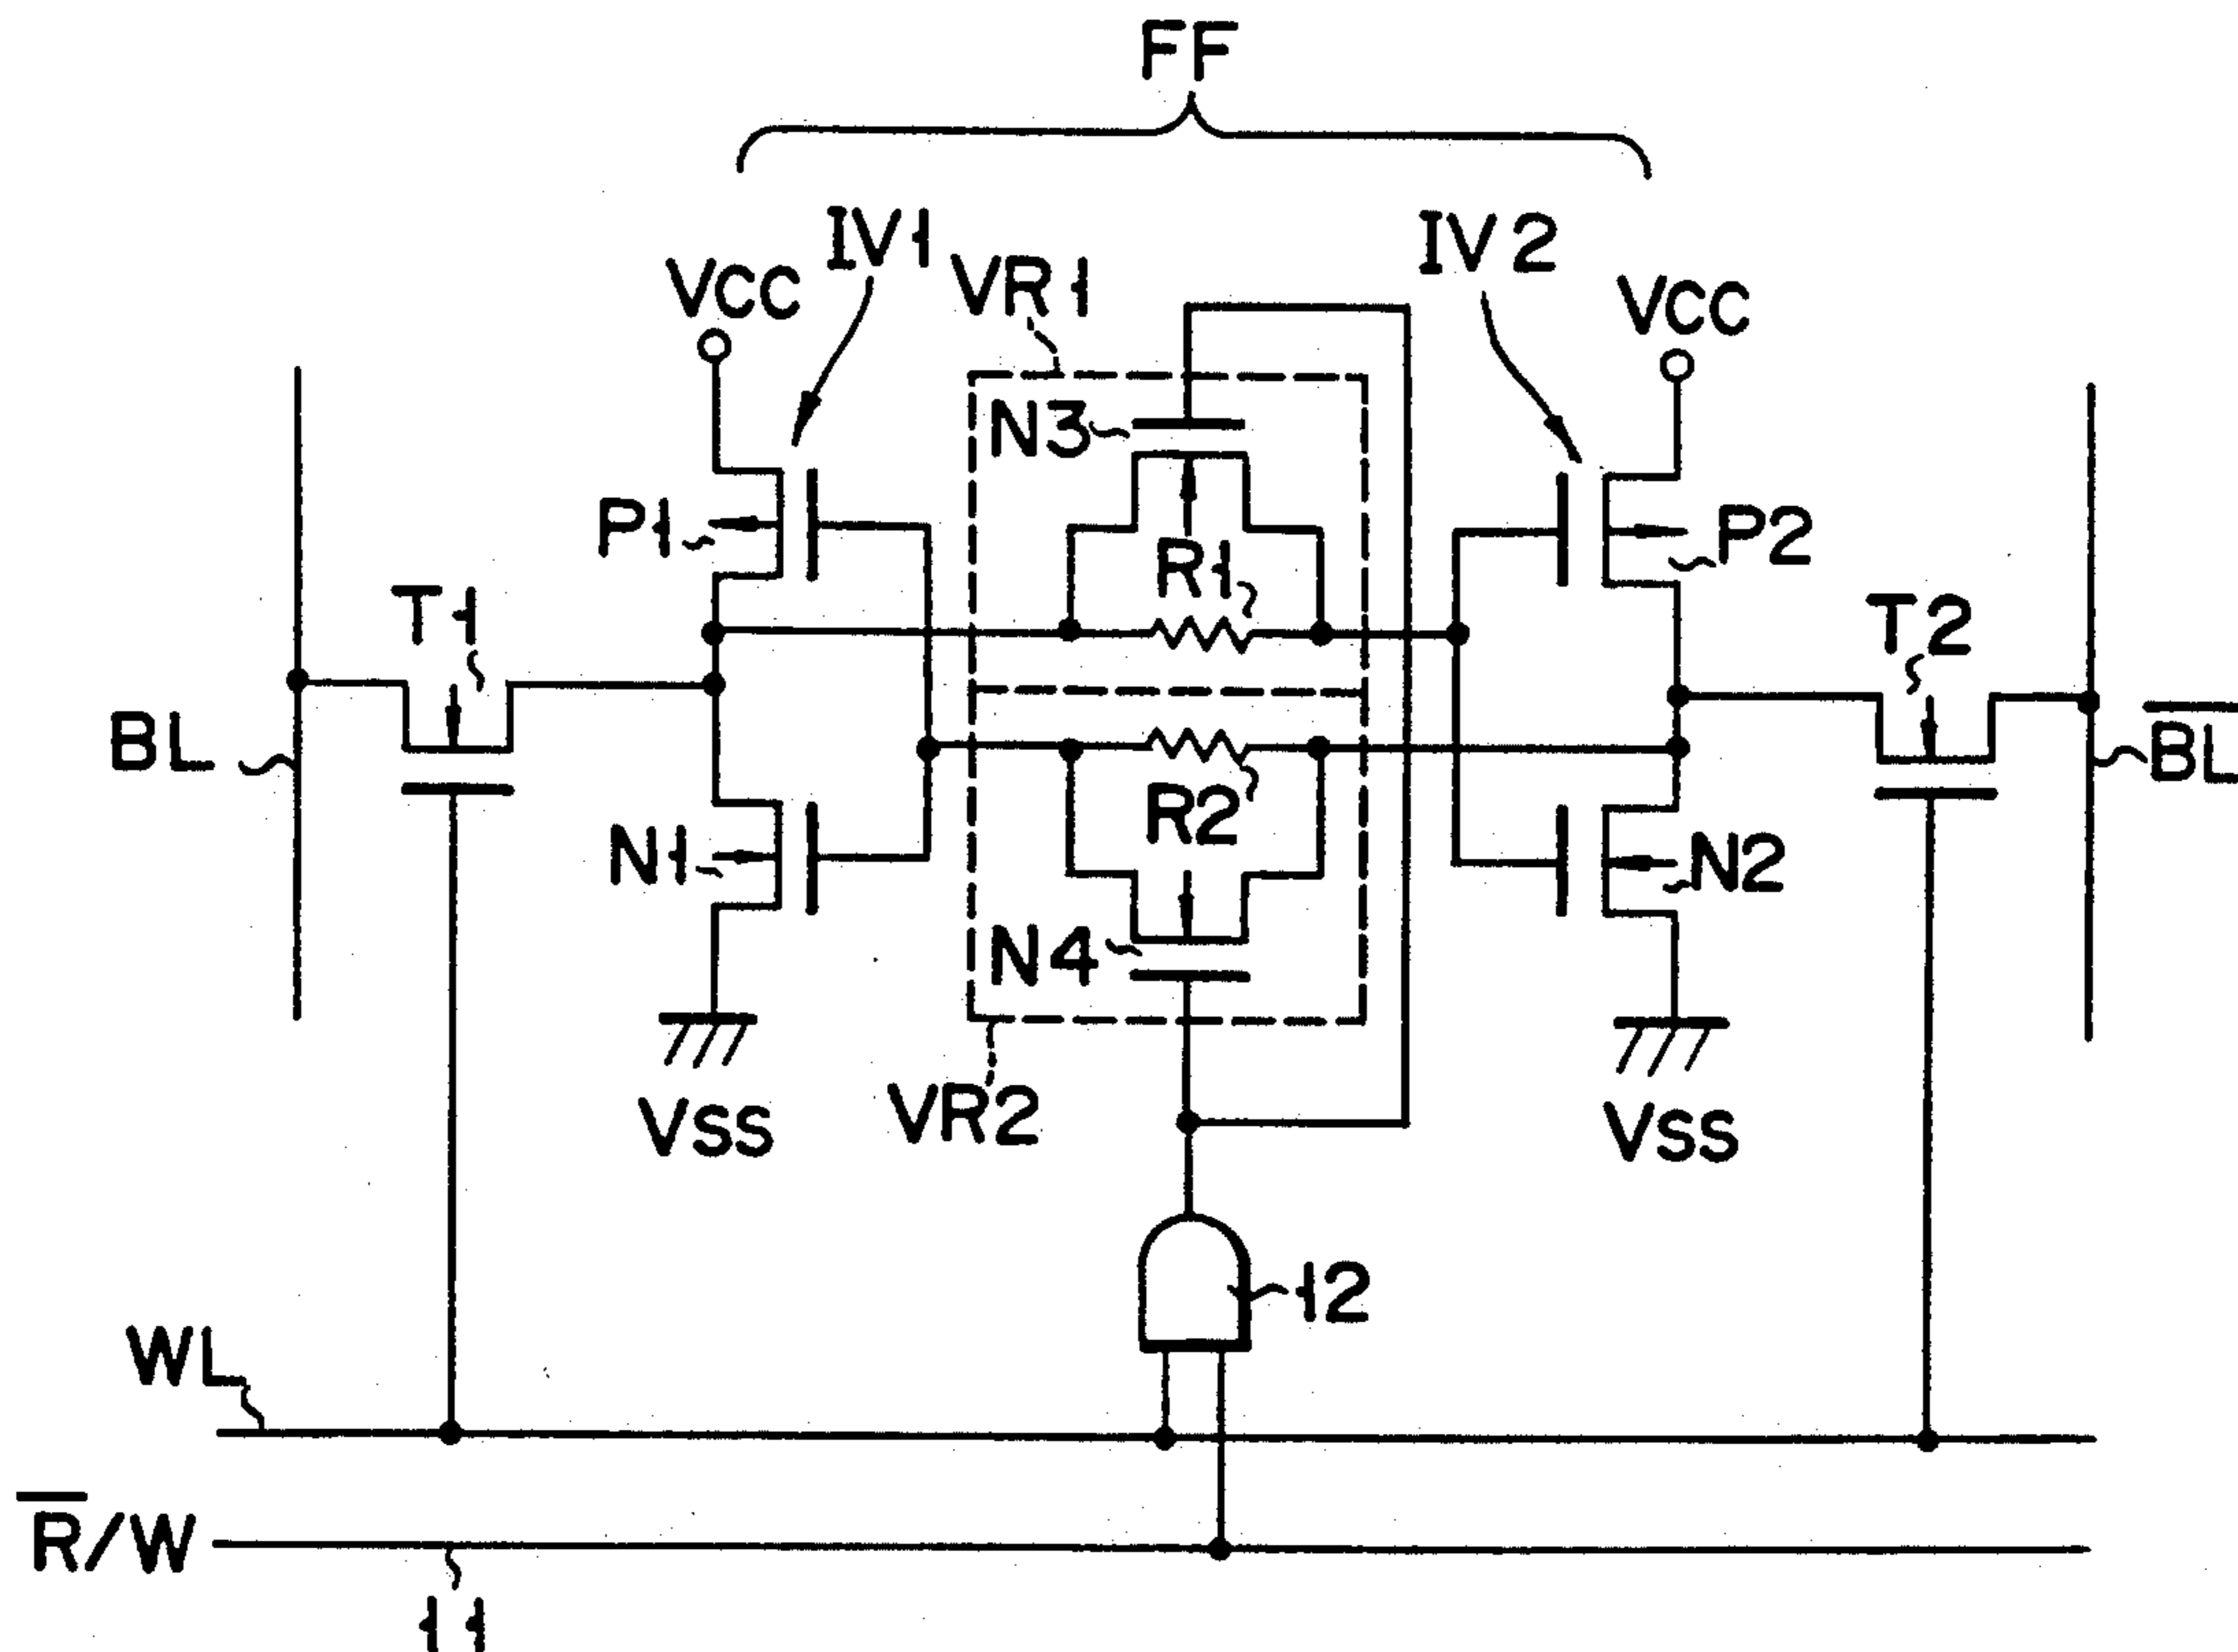 FF
IV1
IV2
VCC
VR1
VCC
N3
P1
R1
P2
T1
T2
BL
B̅L̅
R2
N1
N2
N4
VSS
VR2
VSS
12
WL
R̅/W
11